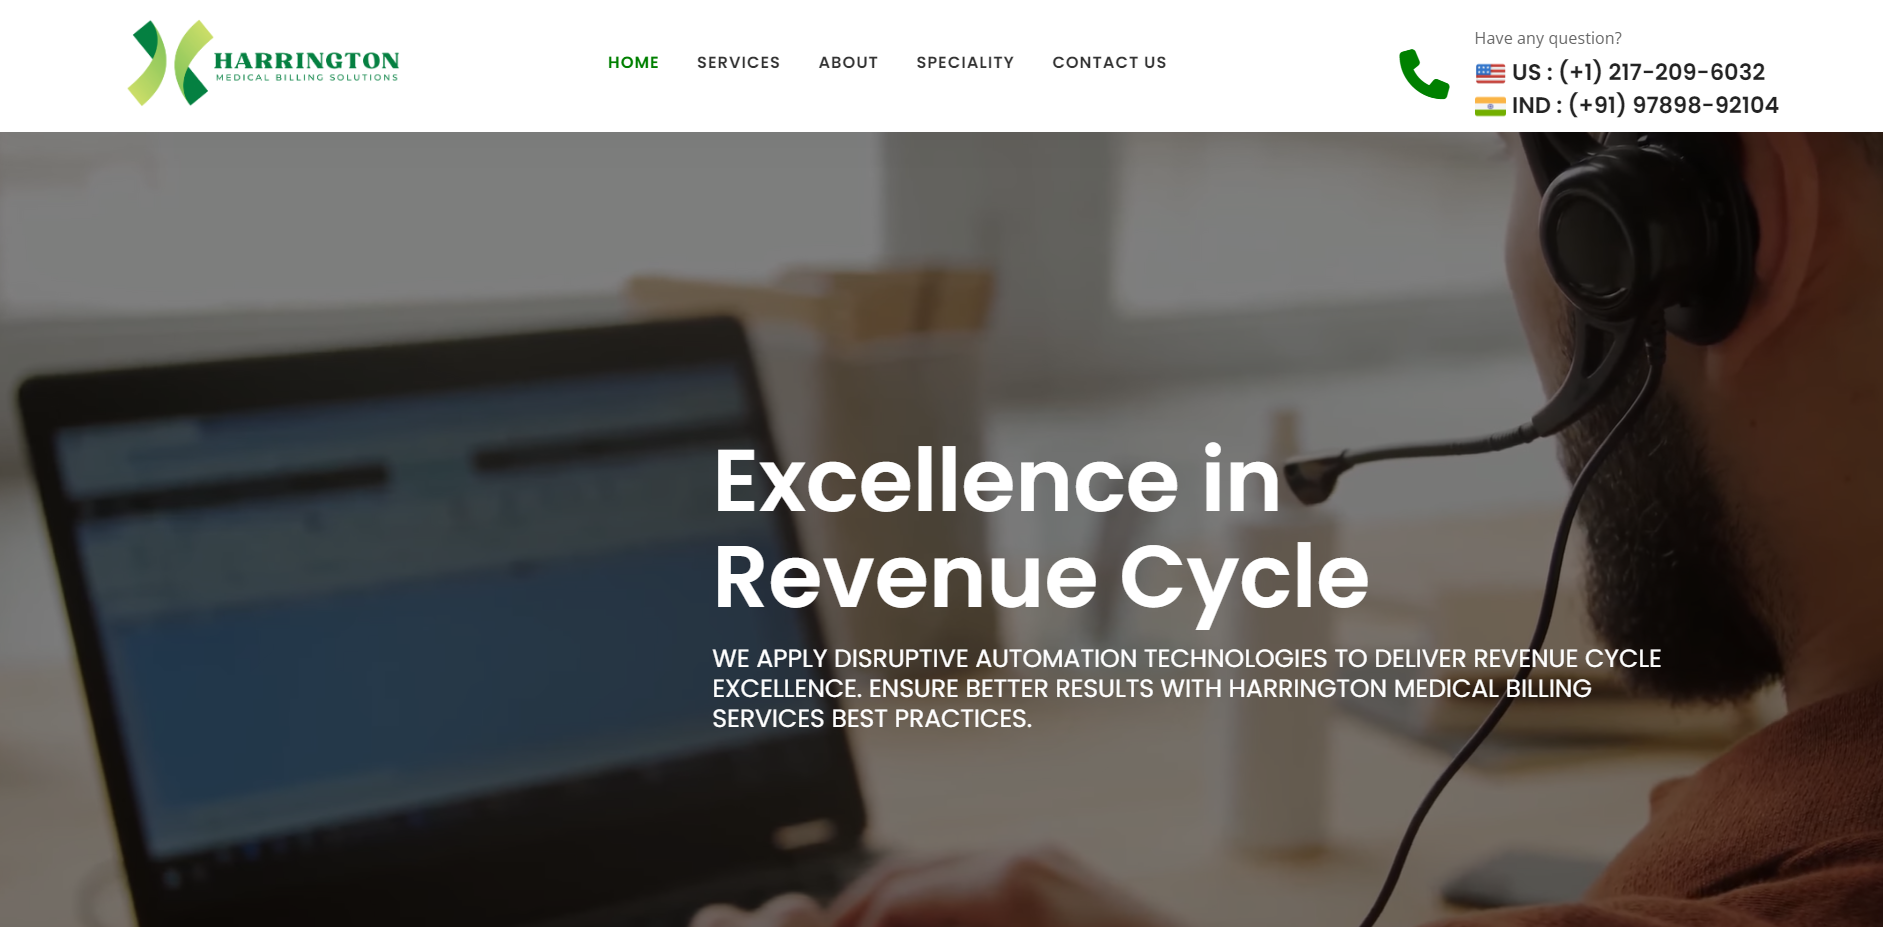 HARRINGTON
MEDICAL BILLING SOLUTIONS
HOME SERVICES ABOUT SPECIALITY CONTACT US
Have any question?
US : (+1) 217-209-6032
IND : (+91) 97898-92104
Excellence in
Revenue Cycle
WE APPLY DISRUPTIVE AUTOMATION TECHNOLOGIES TO DELIVER REVENUE CYCLE
EXCELLENCE. ENSURE BETTER RESULTS WITH HARRINGTON MEDICAL BILLING
SERVICES BEST PRACTICES.